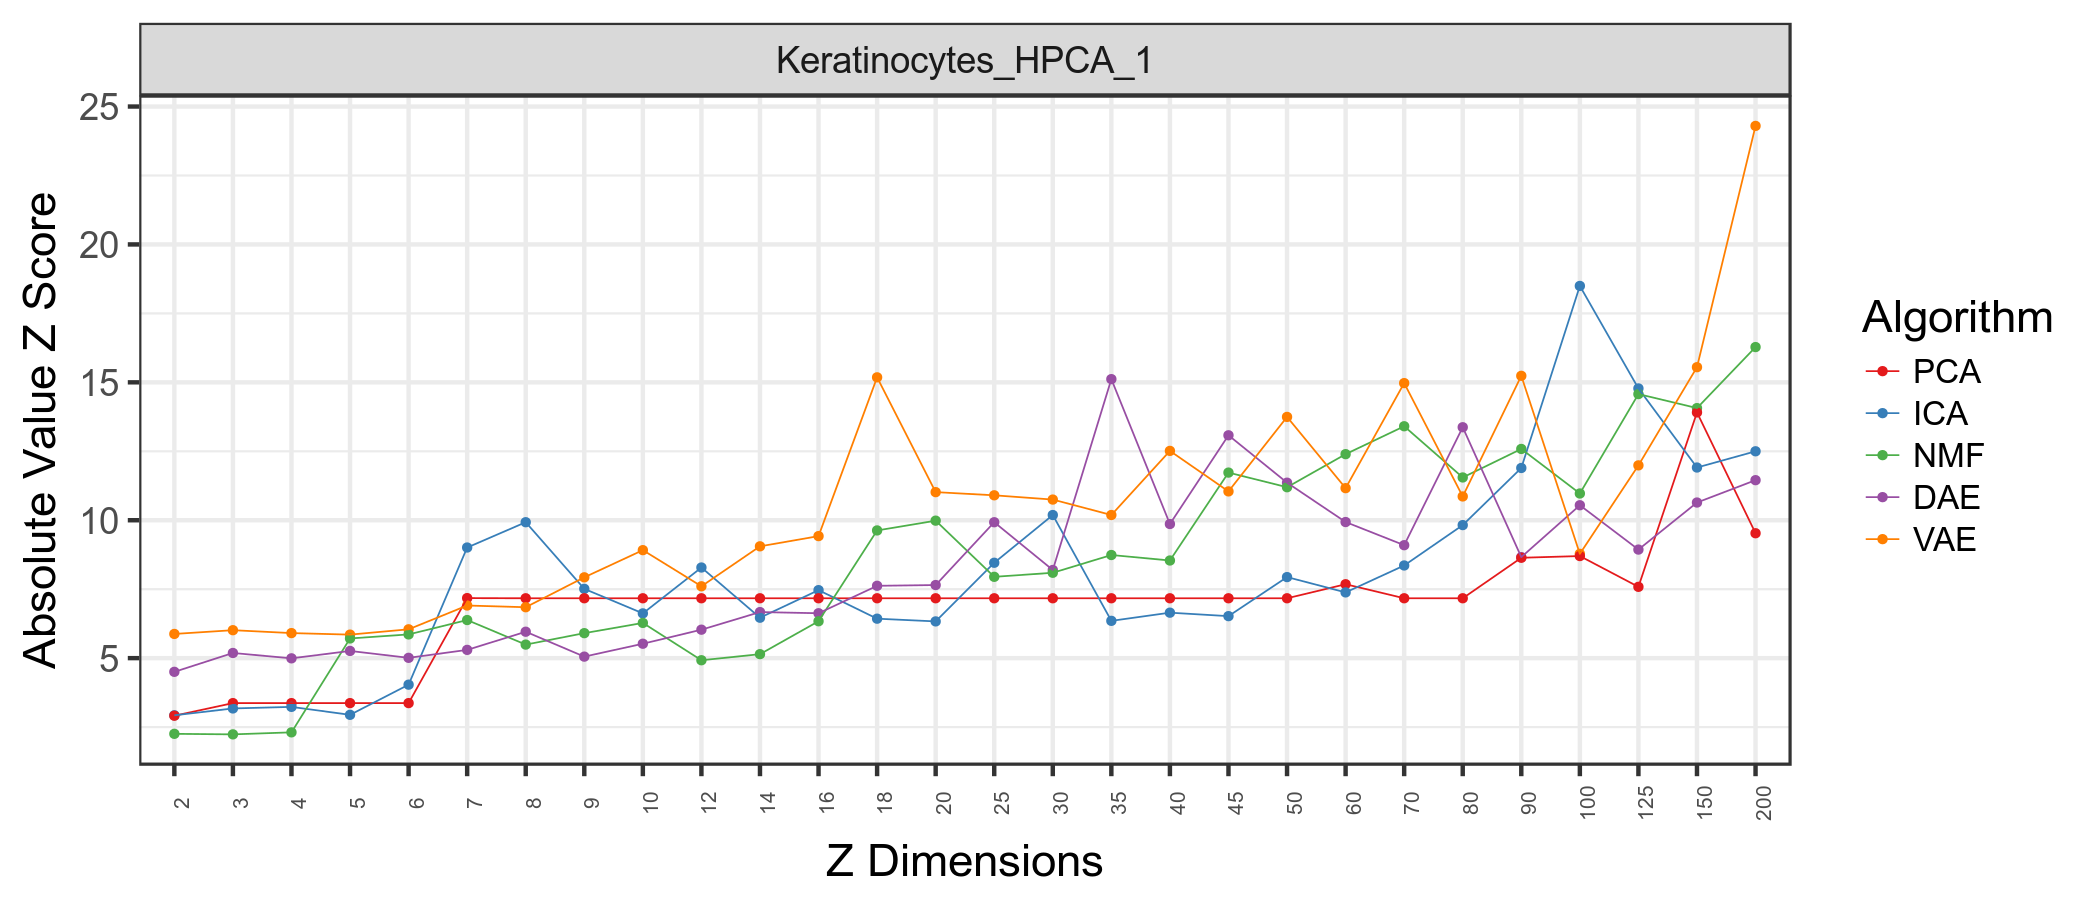 Keratinocytes_HPCA_1
Absolute Value Z Score
25
20
15
10
5
2 3 4 5 6 7 8 9 10 12 14 16 18 20 25 30 35 40 45 50 60 70 80 90 100 125 150 200
Z Dimensions
Algorithm
PCA
ICA
NMF
DAE
VAE